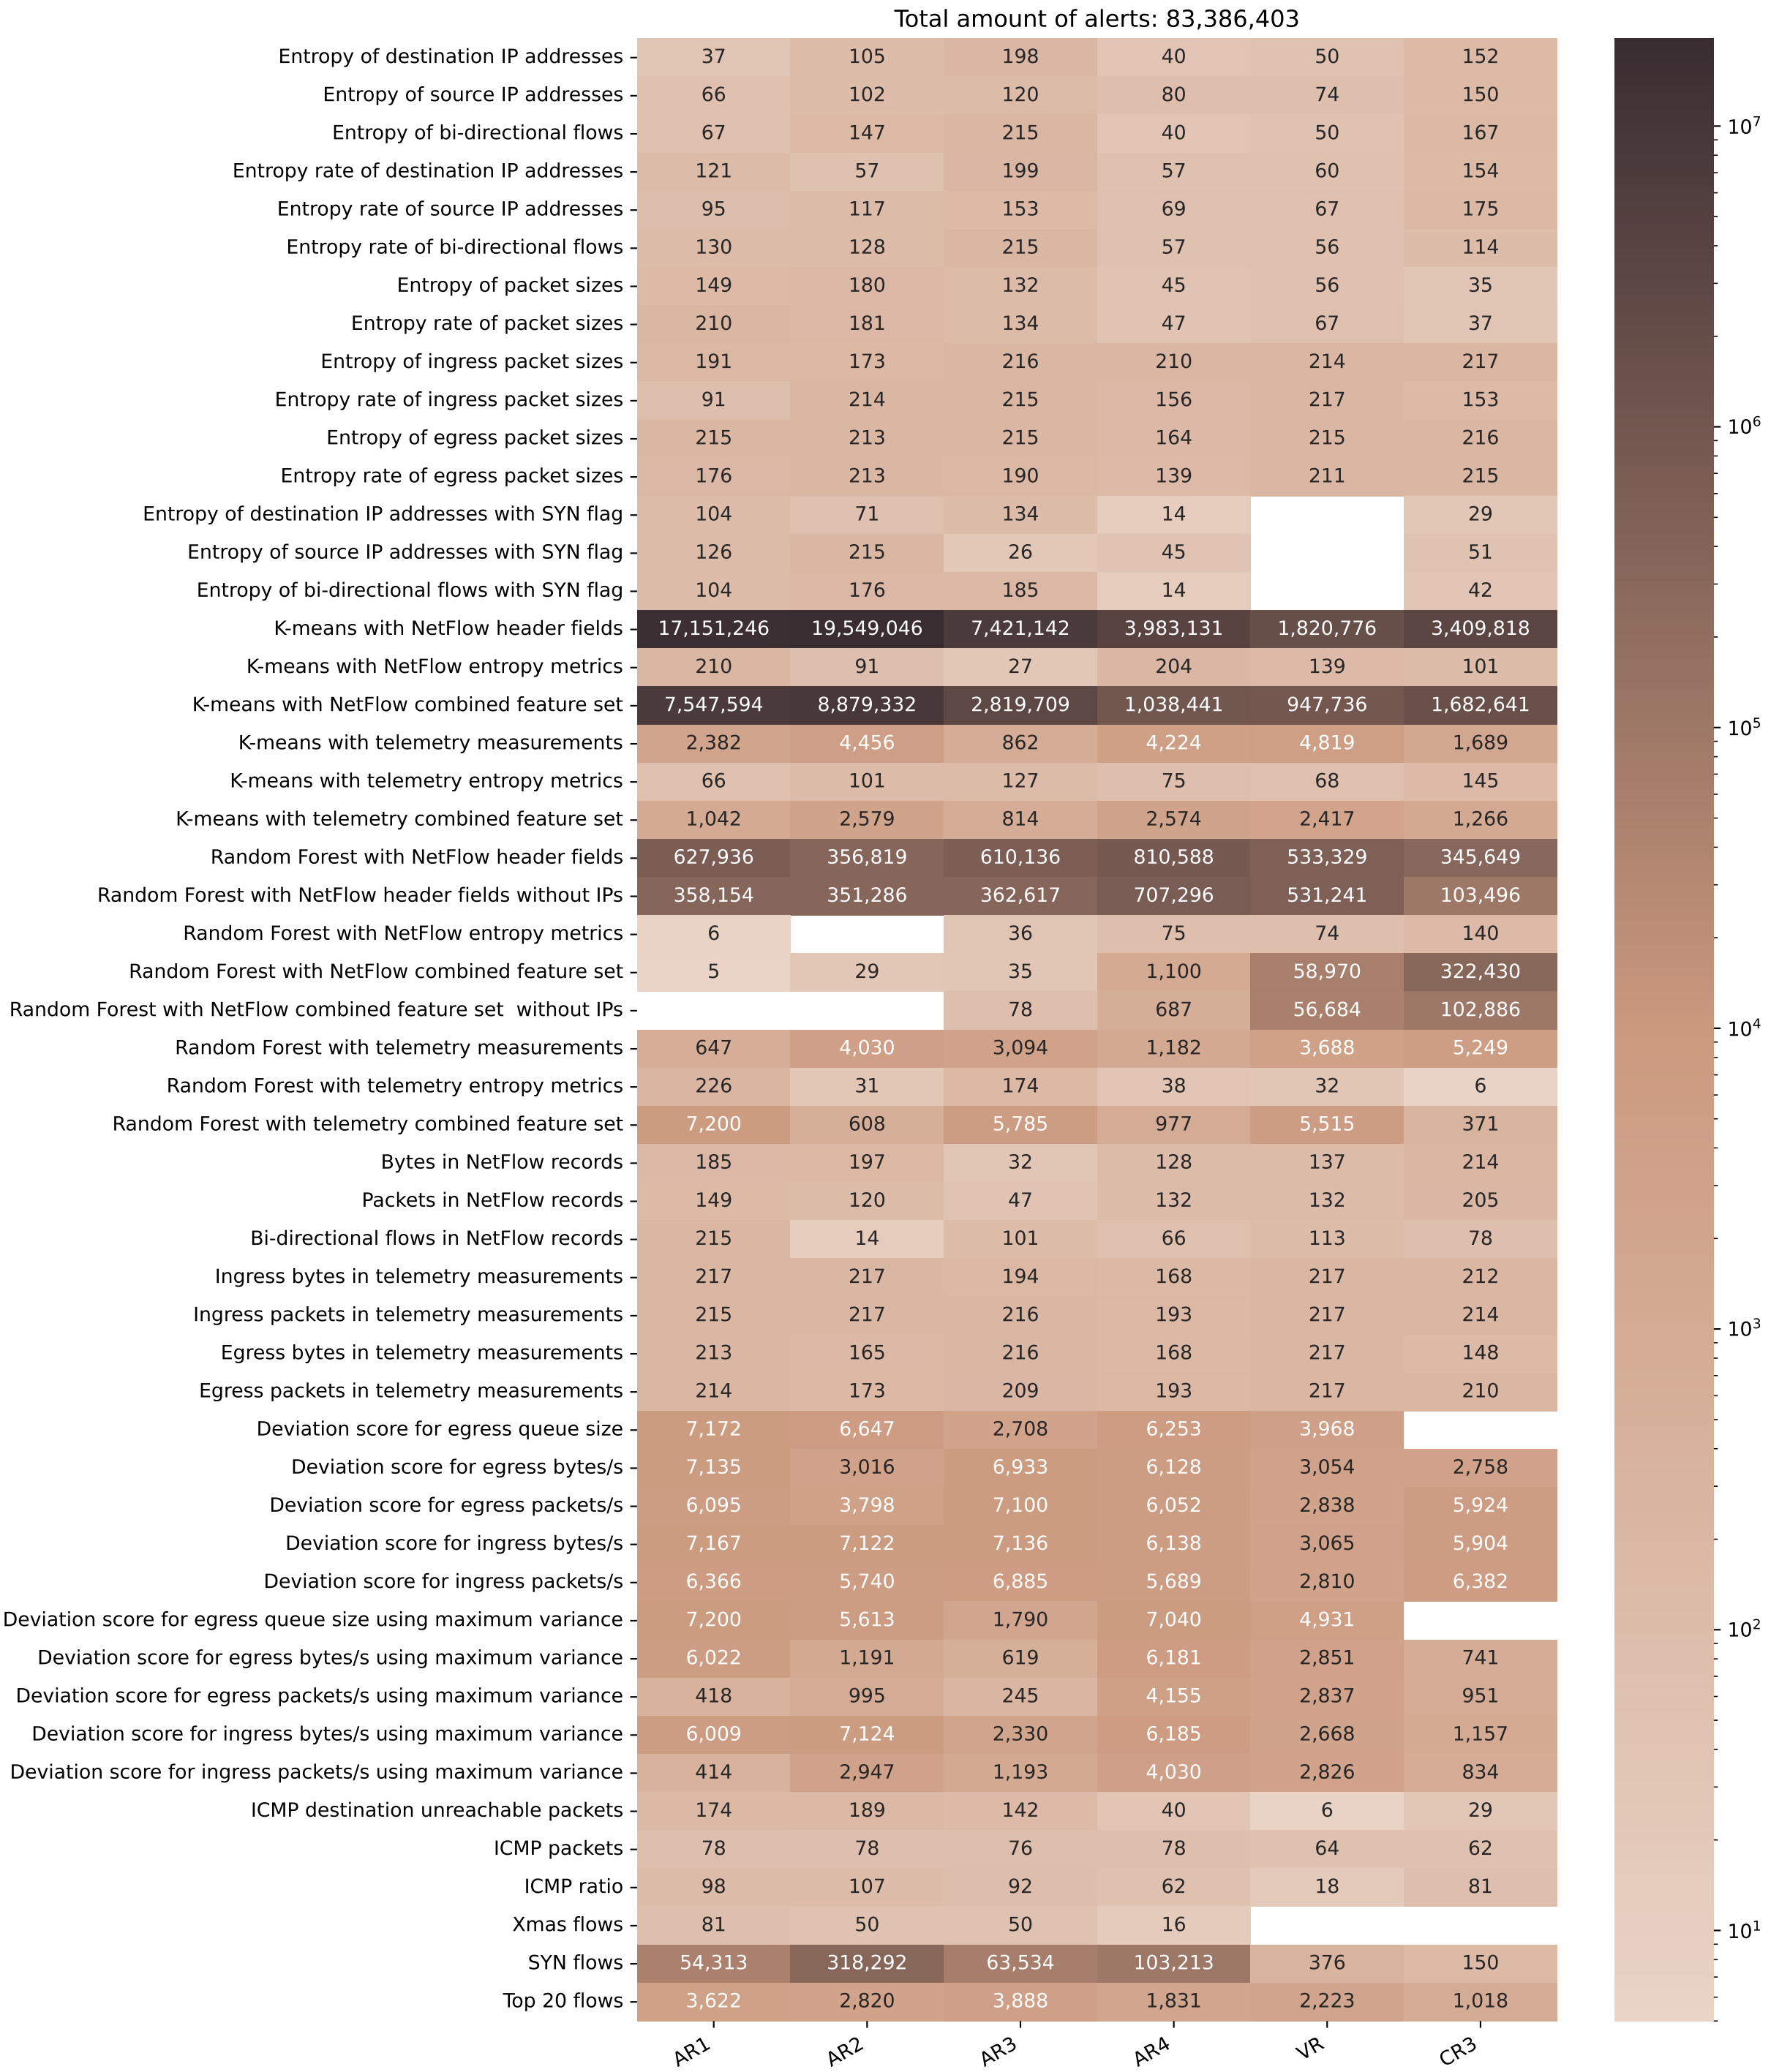 Total amount of alerts: 83,386,403
Entropy of destination IP addresses 37 105 198 40 50 152
Entropy of source IP addresses 66 102 120 80 74 150
Entropy of bi-directional flows 67 147 215 40 50 167
Entropy rate of destination IP addresses 121 57 199 57 60 154
Entropy rate of source IP addresses 95 117 153 69 67 175
Entropy rate of bi-directional flows 130 128 215 57 56 114
Entropy of packet sizes 149 180 132 45 56 35
Entropy rate of packet sizes 210 181 134 47 67 37
Entropy of ingress packet sizes 191 173 216 210 214 217
Entropy rate of ingress packet sizes 91 214 215 156 217 153
Entropy of egress packet sizes 215 213 215 164 215 216
Entropy rate of egress packet sizes 176 213 190 139 211 215
Entropy of destination IP addresses with SYN flag 104 71 134 14 29
Entropy of source IP addresses with SYN flag 126 215 26 45 51
Entropy of bi-directional flows with SYN flag 104 176 185 14 42
K-means with NetFlow header fields 17,151,246 19,549,046 7,421,142 3,983,131 1,820,776 3,409,818
K-means with NetFlow entropy metrics 210 91 27 204 139 101
K-means with NetFlow combined feature set 7,547,594 8,879,332 2,819,709 1,038,441 947,736 1,682,641
K-means with telemetry measurements 2,382 4,456 862 4,224 4,819 1,689
K-means with telemetry entropy metrics 66 101 127 75 68 145
K-means with telemetry combined feature set 1,042 2,579 814 2,574 2,417 1,266
Random Forest with NetFlow header fields 627,936 356,819 610,136 810,588 533,329 345,649
Random Forest with NetFlow header fields without IPs 358,154 351,286 362,617 707,296 531,241 103,496
Random Forest with NetFlow entropy metrics 6 36 75 74 140
Random Forest with NetFlow combined feature set 5 29 35 1,100 58,970 322,430
Random Forest with NetFlow combined feature set  without IPs 78 687 56,684 102,886
Random Forest with telemetry measurements 647 4,030 3,094 1,182 3,688 5,249
Random Forest with telemetry entropy metrics 226 31 174 38 32 6
Random Forest with telemetry combined feature set 7,200 608 5,785 977 5,515 371
Bytes in NetFlow records 185 197 32 128 137 214
Packets in NetFlow records 149 120 47 132 132 205
Bi-directional flows in NetFlow records 215 14 101 66 113 78
Ingress bytes in telemetry measurements 217 217 194 168 217 212
Ingress packets in telemetry measurements 215 217 216 193 217 214
Egress bytes in telemetry measurements 213 165 216 168 217 148
Egress packets in telemetry measurements 214 173 209 193 217 210
Deviation score for egress queue size 7,172 6,647 2,708 6,253 3,968
Deviation score for egress bytes/s 7,135 3,016 6,933 6,128 3,054 2,758
Deviation score for egress packets/s 6,095 3,798 7,100 6,052 2,838 5,924
Deviation score for ingress bytes/s 7,167 7,122 7,136 6,138 3,065 5,904
Deviation score for ingress packets/s 6,366 5,740 6,885 5,689 2,810 6,382
Deviation score for egress queue size using maximum variance 7,200 5,613 1,790 7,040 4,931
Deviation score for egress bytes/s using maximum variance 6,022 1,191 619 6,181 2,851 741
Deviation score for egress packets/s using maximum variance 418 995 245 4,155 2,837 951
Deviation score for ingress bytes/s using maximum variance 6,009 7,124 2,330 6,185 2,668 1,157
Deviation score for ingress packets/s using maximum variance 414 2,947 1,193 4,030 2,826 834
ICMP destination unreachable packets 174 189 142 40 6 29
ICMP packets 78 78 76 78 64 62
ICMP ratio 98 107 92 62 18 81
Xmas flows 81 50 50 16
SYN flows 54,313 318,292 63,534 103,213 376 150
Top 20 flows 3,622 2,820 3,888 1,831 2,223 1,018
AR1 AR2 AR3 AR4 VR CR3
10⁷
10⁶
10⁵
10⁴
10³
10²
10¹